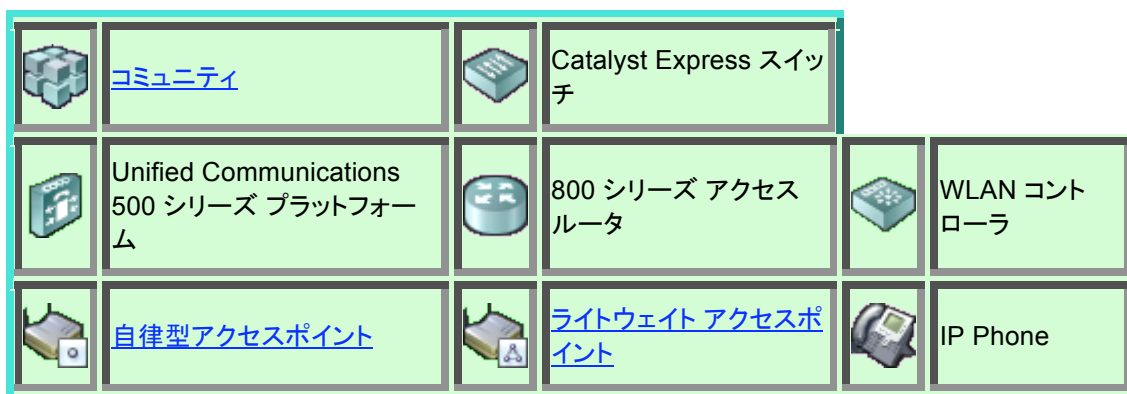 コミュニティ
Catalyst Express スイッ
チ
Unified Communications
500 シリーズ プラットフォー
ム
800 シリーズ アクセス
ルータ
WLAN コント
ローラ
自律型アクセスポイント
ライトウェイト アクセスポ
イント
IP Phone